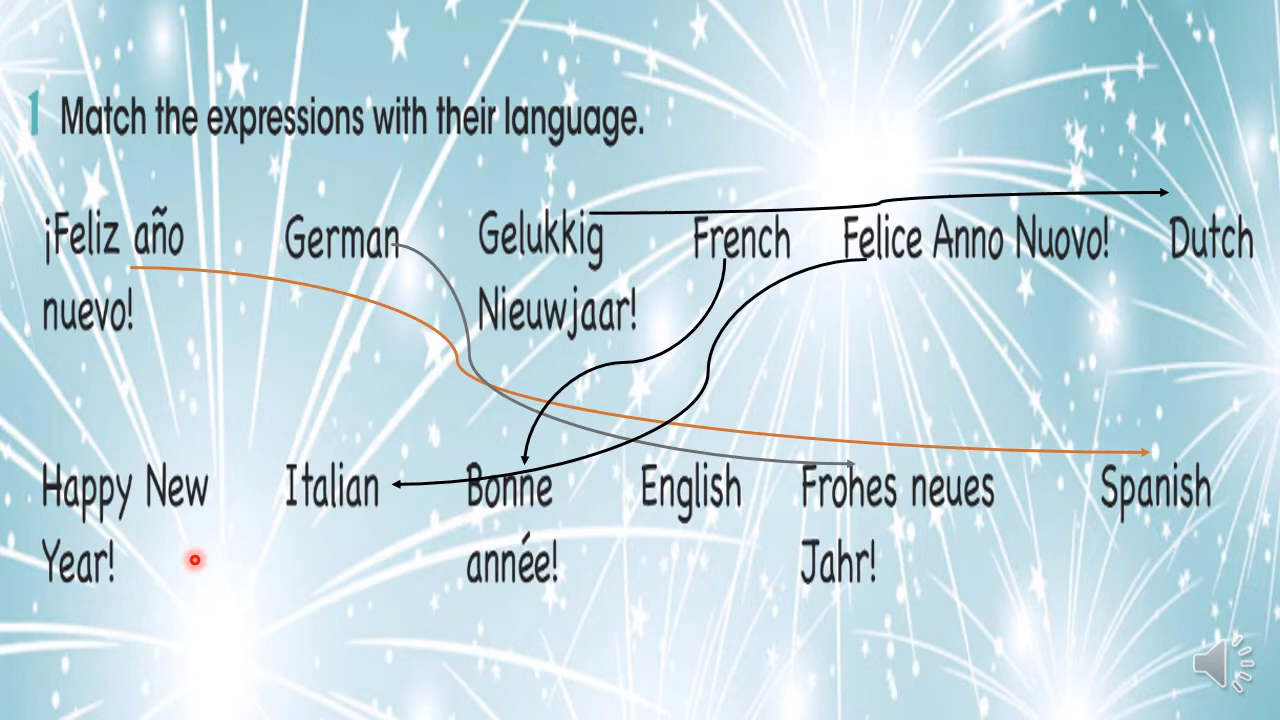 1 Match the expressions with their language.
¡Feliz año nuevo!
German
Gelukkig Nieuwjaar!
French
Felice Anno Nuovo!
Dutch
Happy New Year!
Italian
Bonne année!
English
Frohes neues Jahr!
Spanish